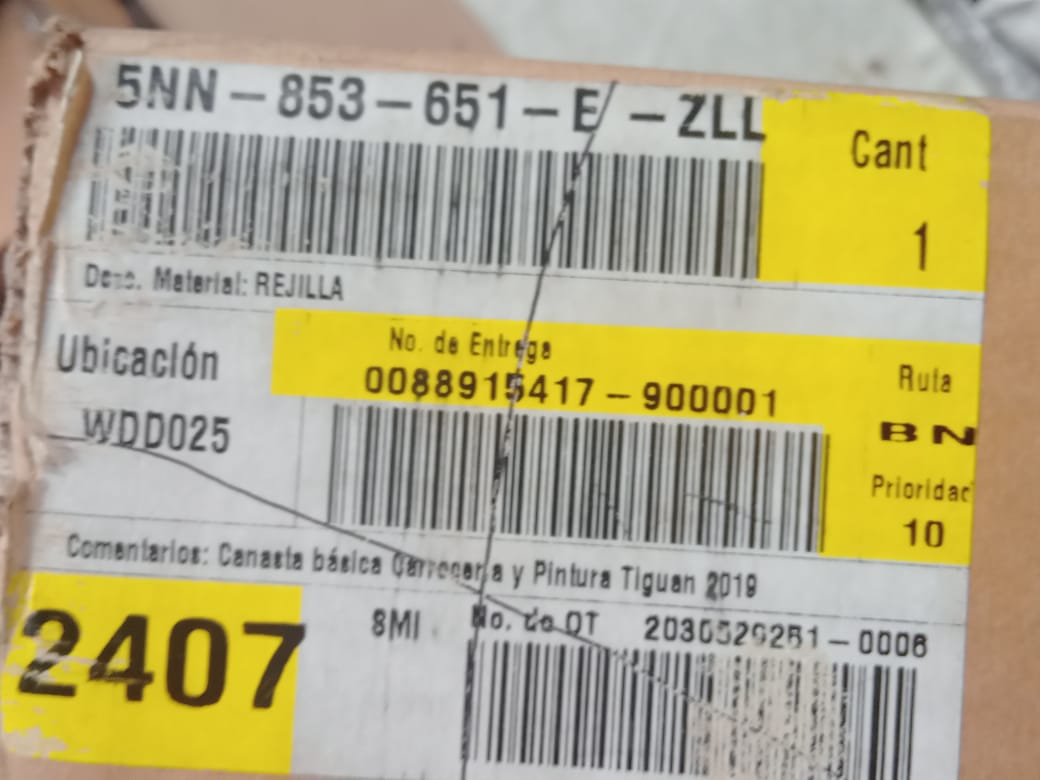 5NN-853-651-E -ZLL
Cant
1
Desc. Material: REJILLA
Ubicación
No. de Entrega
0088915417-900001
Ruta
WDD025
BN
Prioridad
10
Comentarios: Canasta básica Carrocería y Pintura Tiguan 2019
2407
8MI
No. de OT
-0006